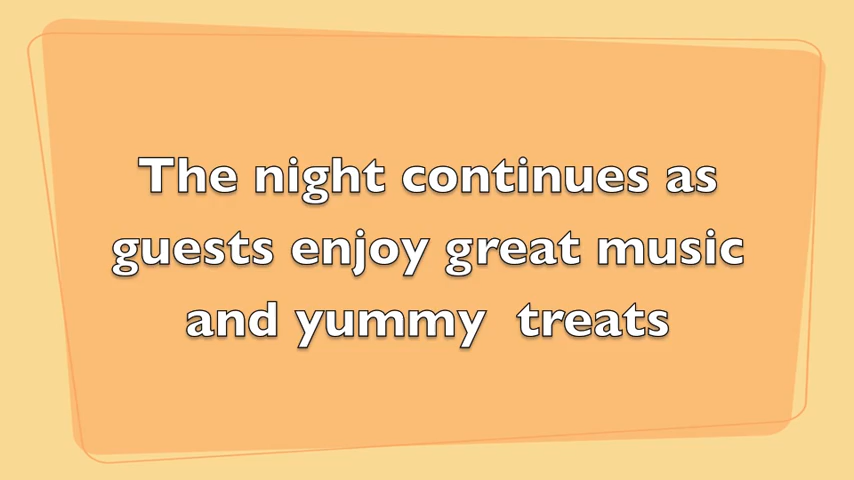 The night continues as
guests enjoy great music
and yummy  treats